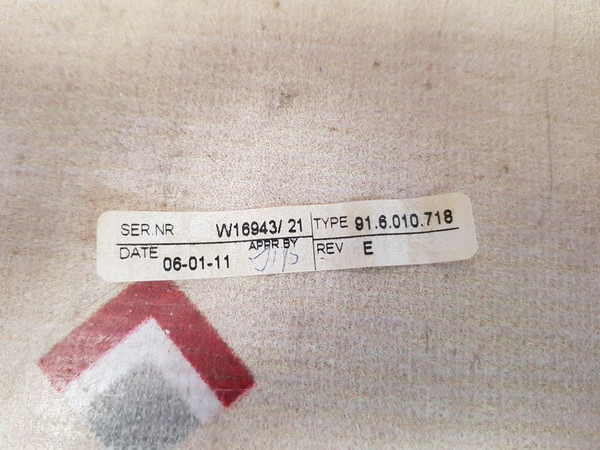 SER.NR W16943/ 21 TYPE 91.6.010.718
DATE 06-01-11 APPR BY REV E